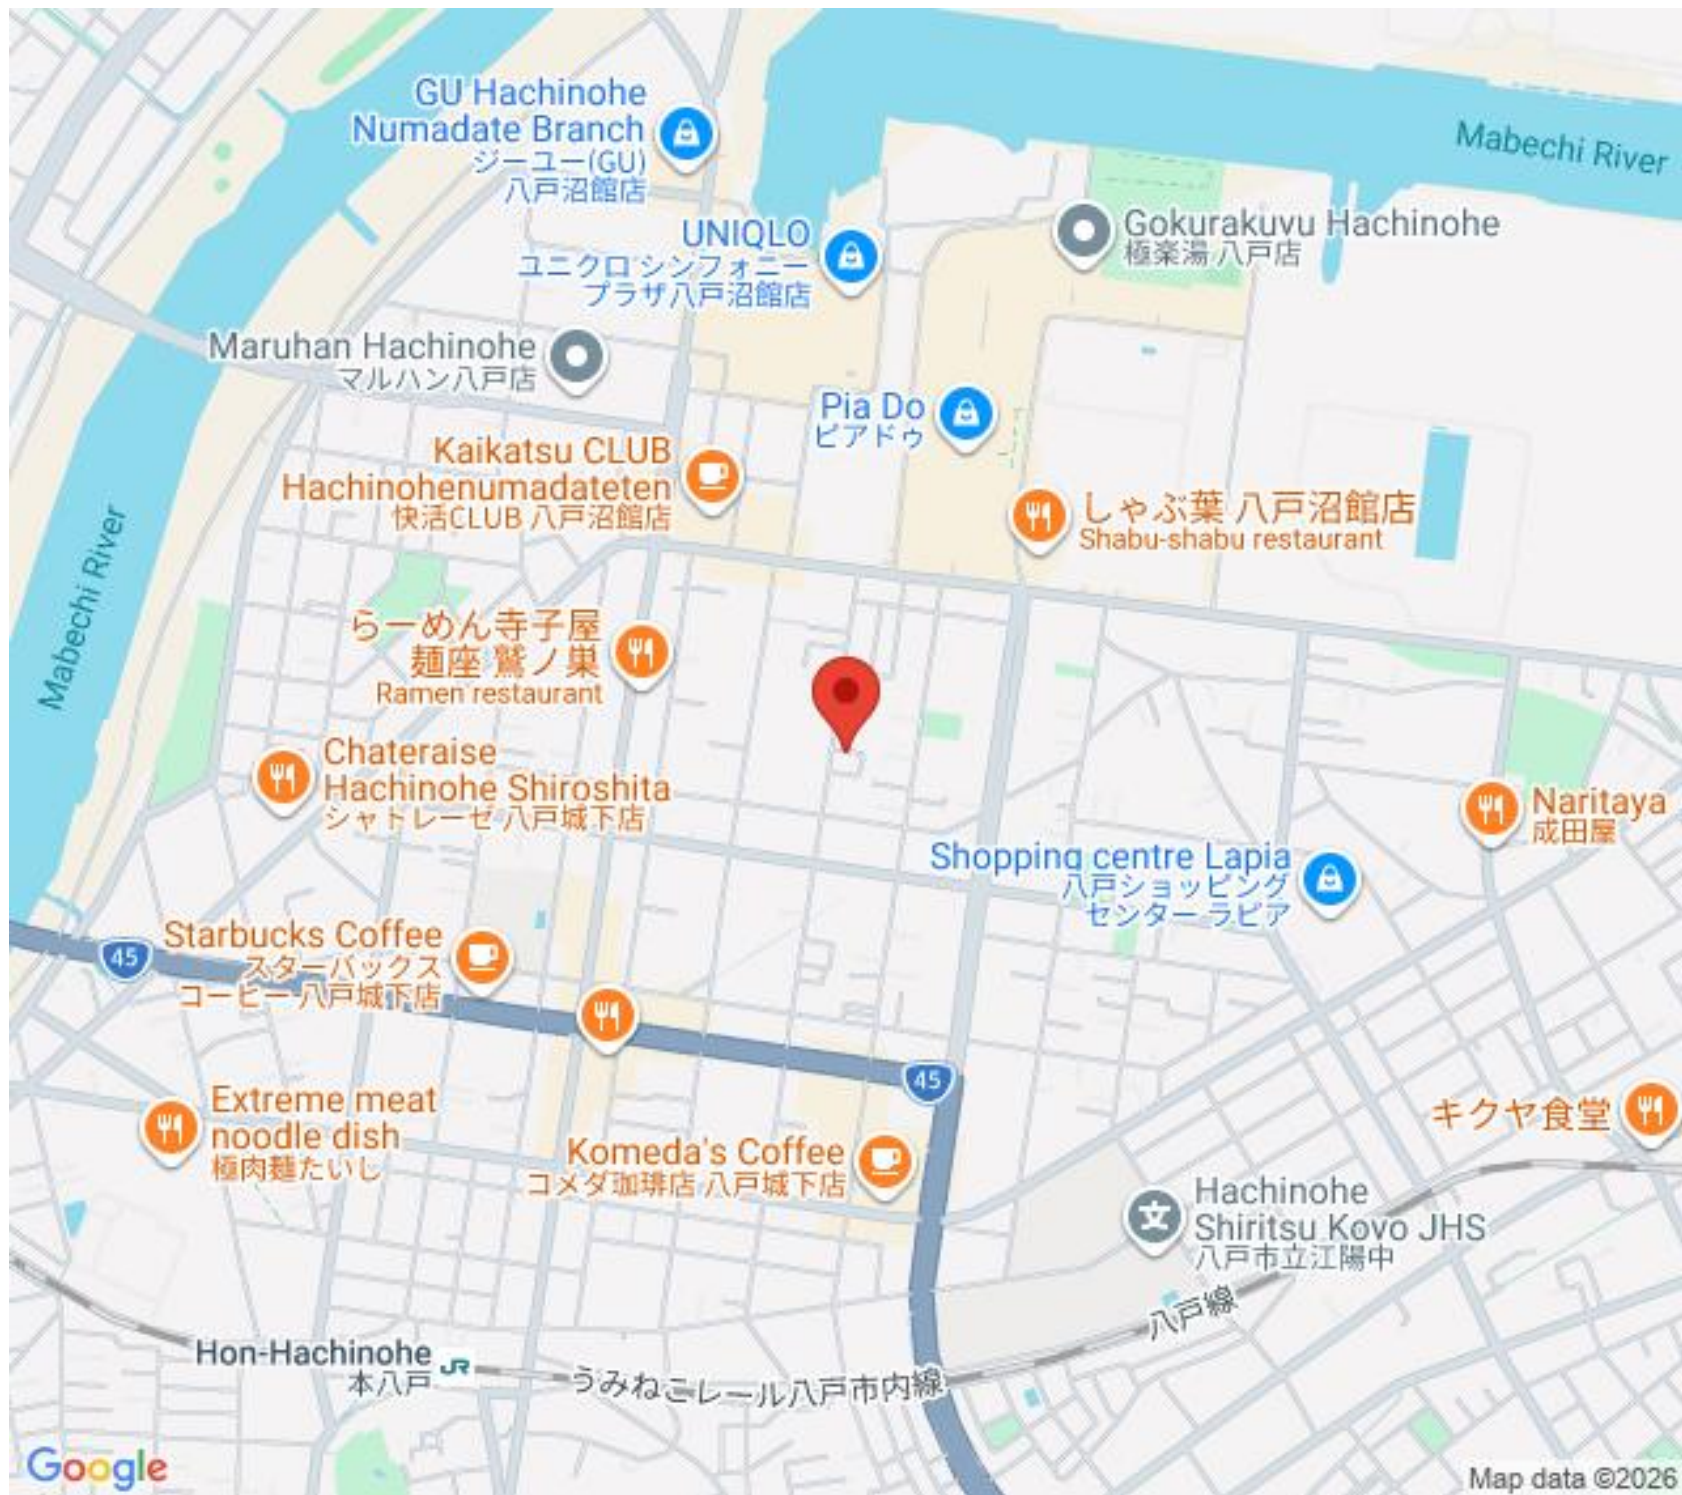 GU Hachinohe
Numadate Branch
ジーユー(GU)
八戸沼館店
Mabechi River
UNIQLO
ユニクロ シンフォニー
プラザ八戸沼館店
Gokurakuyu Hachinohe
極楽湯 八戸店
Maruhan Hachinohe
マルハン八戸店
Pia Do
ピアドゥ
Kaikatsu CLUB
Hachinohenumadateten
快活CLUB 八戸沼館店
しゃぶ葉 八戸沼館店
Shabu-shabu restaurant
Mabechi River
らーめん寺子屋
麺座 鷲ノ巣
Ramen restaurant
Chateraise
Hachinohe Shiroshita
シャトレーゼ 八戸城下店
Naritaya
成田屋
Shopping centre Lapia
八戸ショッピング
センター ラピア
Starbucks Coffee
スターバックス
コーヒー 八戸城下店
45
45
Extreme meat
noodle dish
極肉麺たいし
キクヤ食堂
Komeda's Coffee
コメダ珈琲店 八戸城下店
Hachinohe
Shiritsu Koyo JHS
八戸市立江陽中
八戸線
Hon-Hachinohe
本八戸
JR
うみねこレール八戸市内線
Google
Map data ©2026